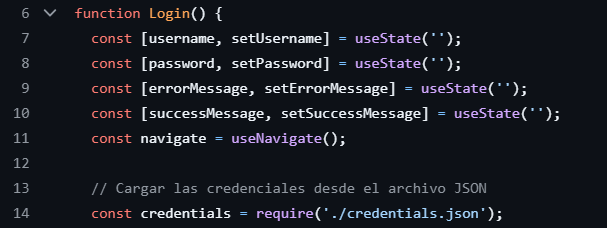 6 function Login() {
7 const [username, setUsername] = useState('');
8 const [password, setPassword] = useState('');
9 const [errorMessage, setErrorMessage] = useState('');
10 const [successMessage, setSuccessMessage] = useState('');
11 const navigate = useNavigate();
12
13 // Cargar las credenciales desde el archivo JSON
14 const credentials = require('./credentials.json');